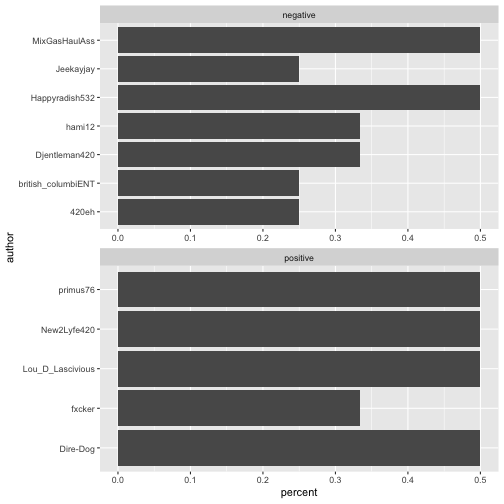 negative
MixGasHaulAss
Jeekayjay
Happyradish532
hami12
Djentleman420
british_columbiENT
420eh
0.0 0.1 0.2 0.3 0.4 0.5
author
positive
primus76
New2Lyfe420
Lou_D_Lascivious
fxcker
Dire-Dog
0.0 0.1 0.2 0.3 0.4 0.5
percent